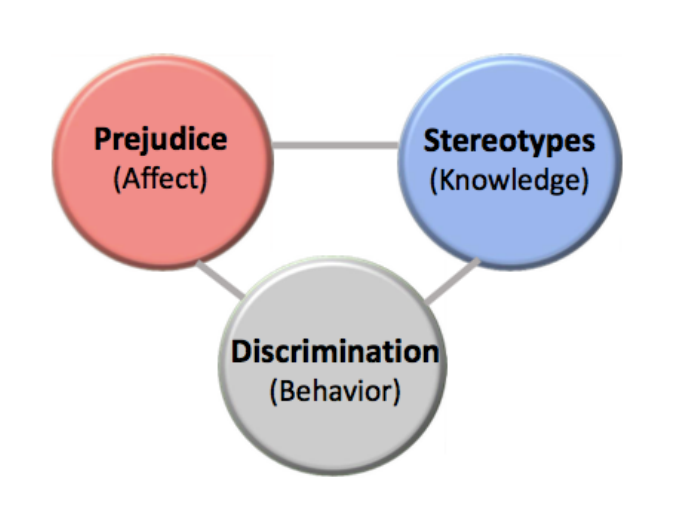 Prejudice
(Affect)
Stereotypes
(Knowledge)
Discrimination
(Behavior)